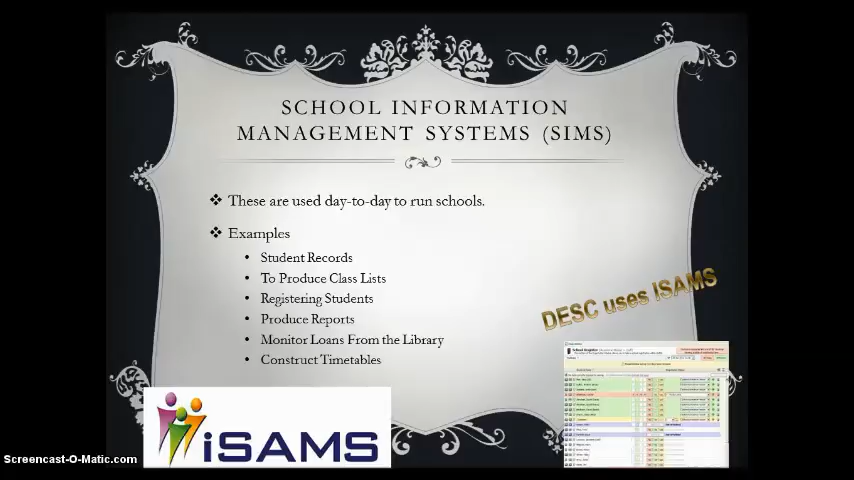 SCHOOL INFORMATION
MANAGEMENT SYSTEMS (SIMS)
❖ These are used day-to-day to run schools.
❖ Examples
• Student Records
• To Produce Class Lists
• Registering Students
• Produce Reports
• Monitor Loans From the Library
• Construct Timetables
DESC uses ISAMS
iSAMS
Screencast-O-Matic.com